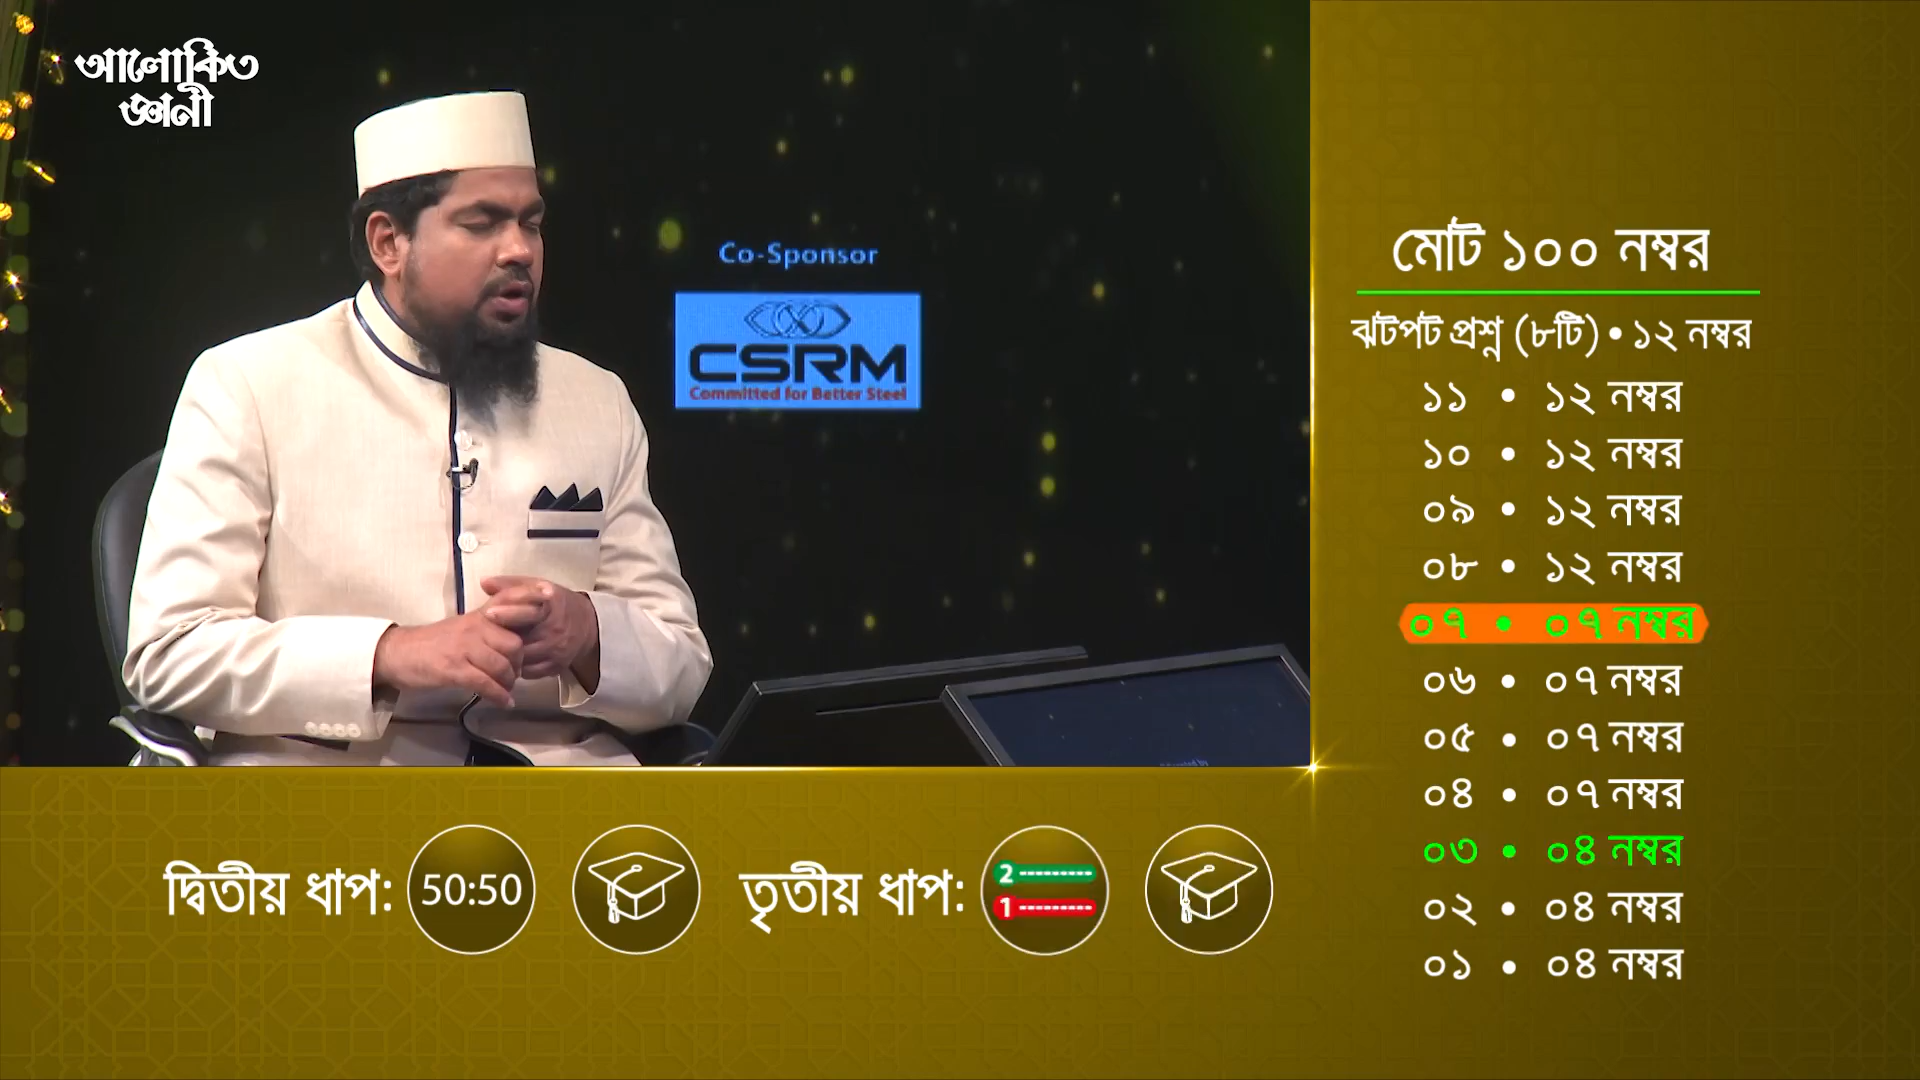 আলোকিত
জ্ঞানী
Co-Sponsor
CSRM
Committed for Better Steel
মোট ১০০ নম্বর
ঝটপট প্রশ্ন (৮টি) • ১২ নম্বর
১১ • ১২ নম্বর
১০ • ১২ নম্বর
০৯ • ১২ নম্বর
০৮ • ১২ নম্বর
০৭ • ০৭ নম্বর
০৬ • ০৭ নম্বর
০৫ • ০৭ নম্বর
০৪ • ০৭ নম্বর
০৩ • ০৪ নম্বর
০২ • ০৪ নম্বর
০১ • ০৪ নম্বর
দ্বিতীয় ধাপ: 50:50 তৃতীয় ধাপ:
2 ---------
1 ---------